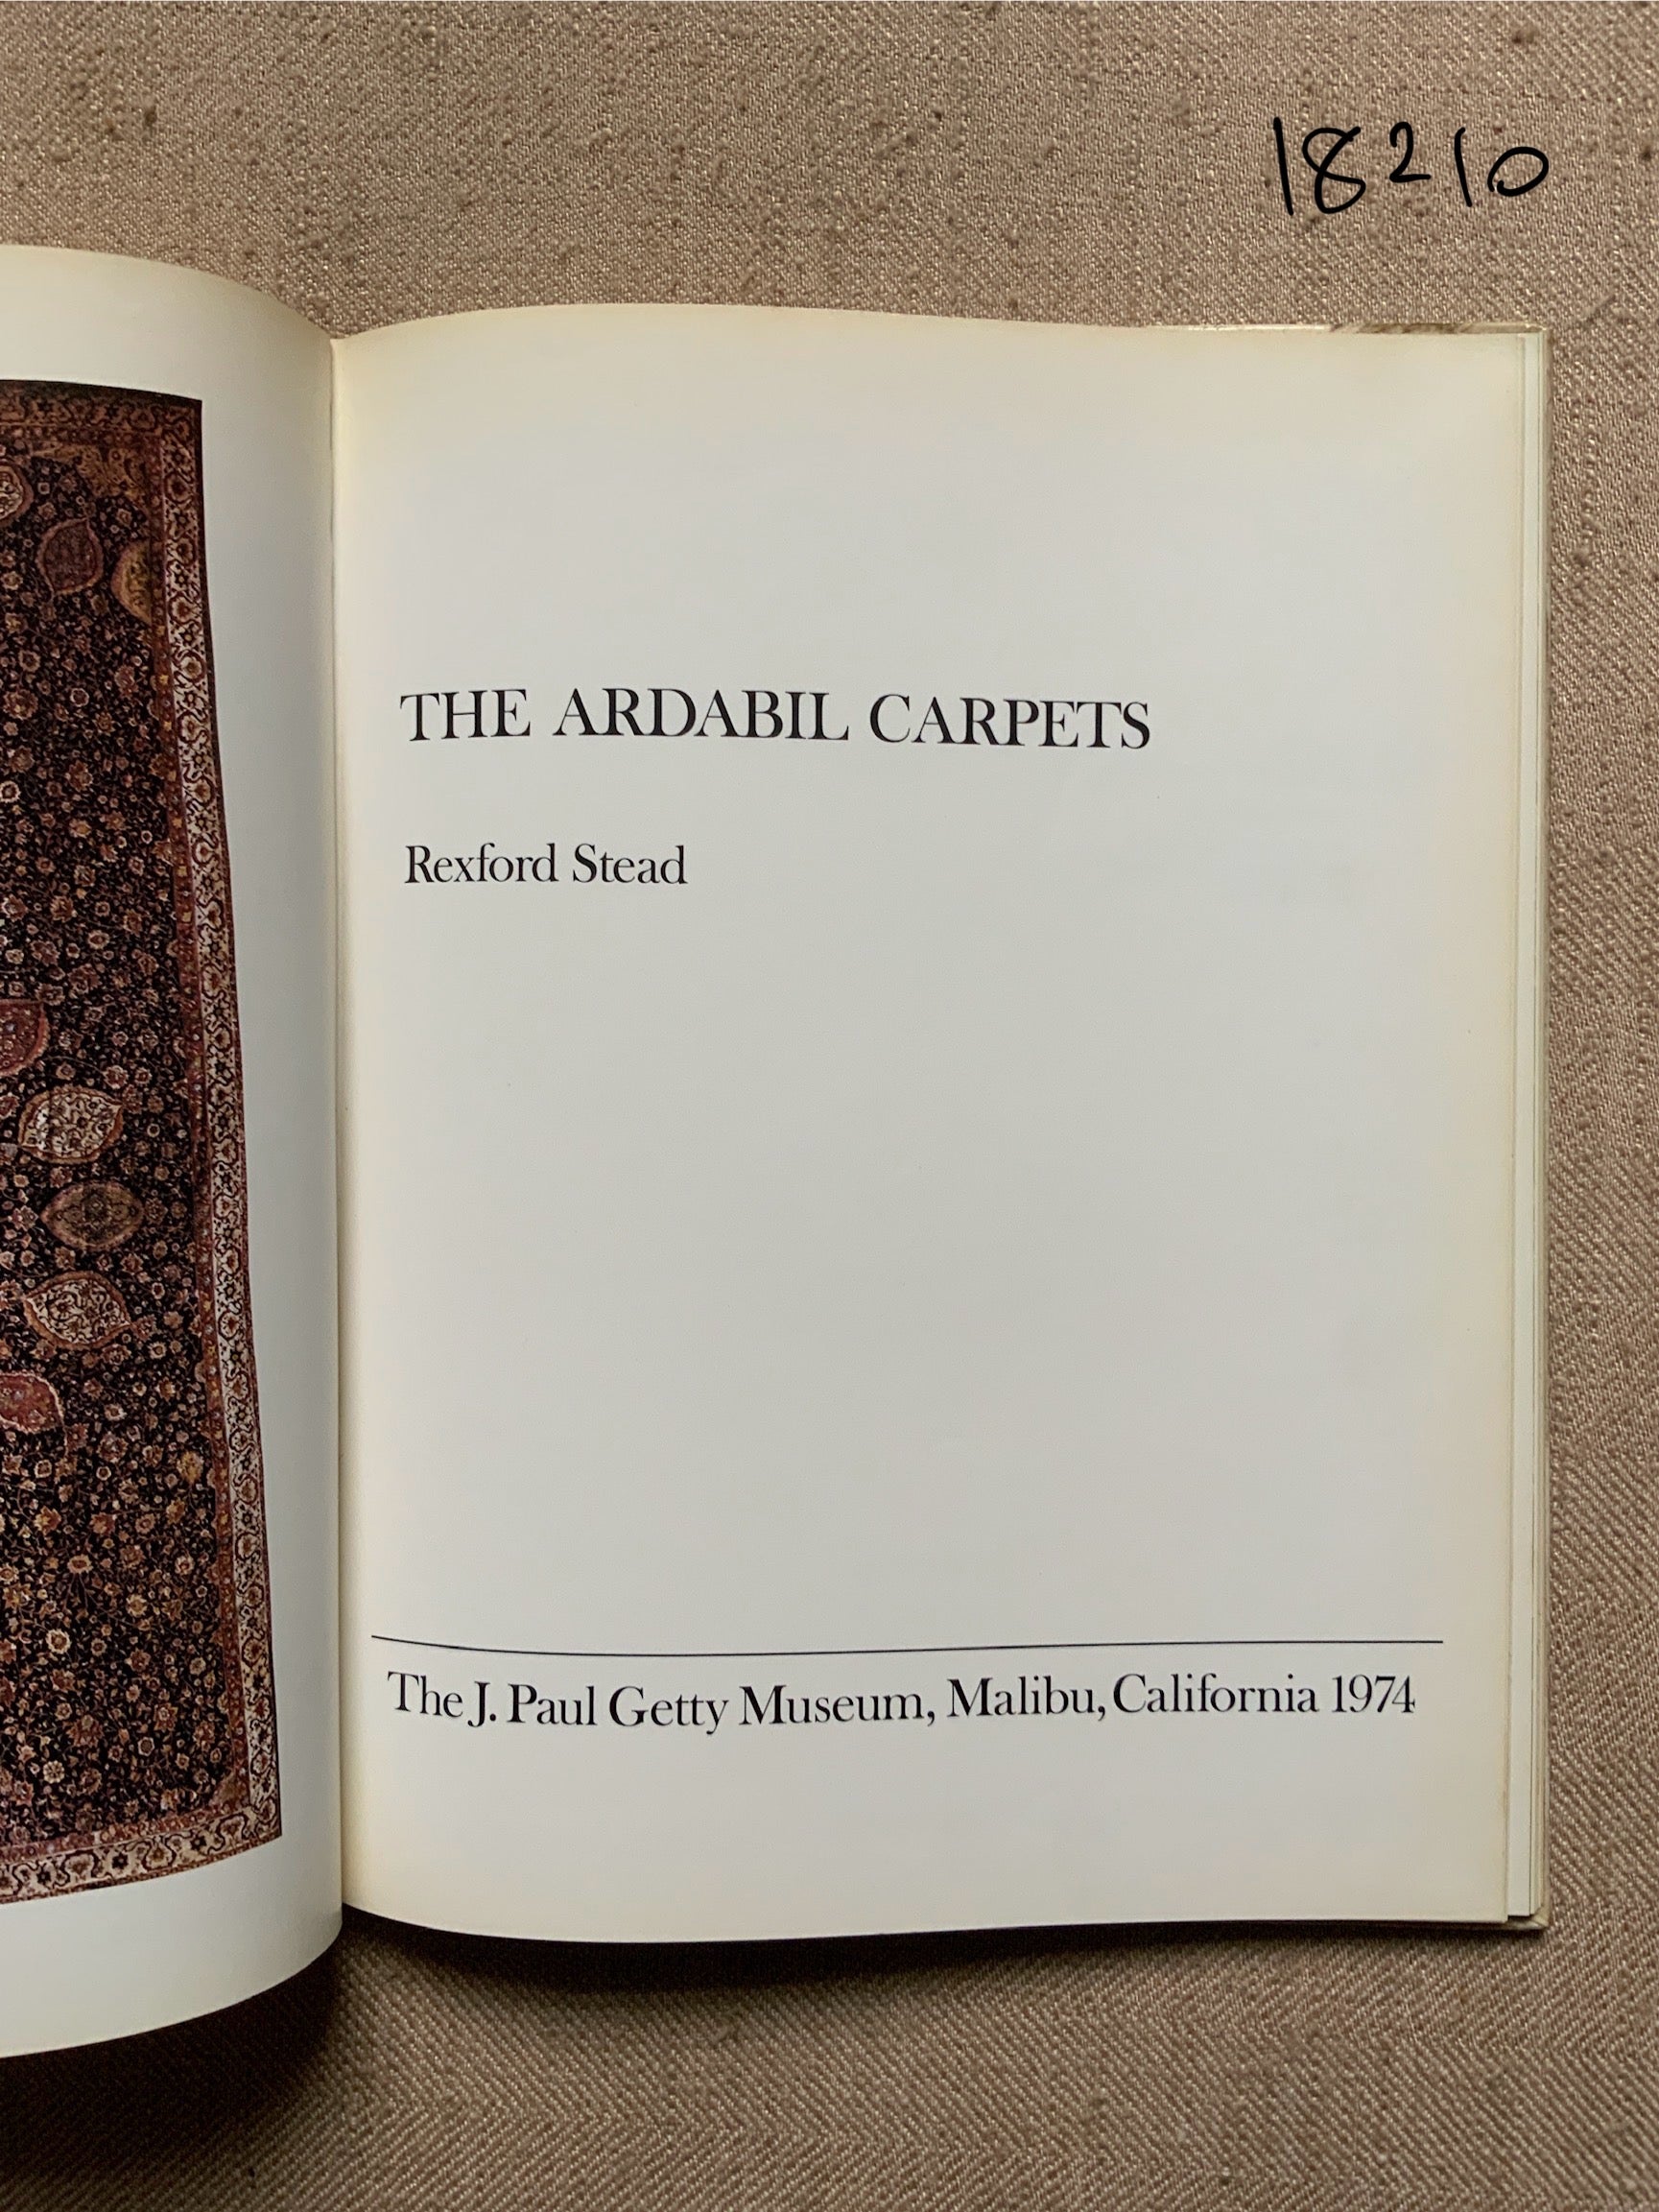 18210
THE ARDABIL CARPETS
Rexford Stead
The J. Paul Getty Museum, Malibu, California 1974